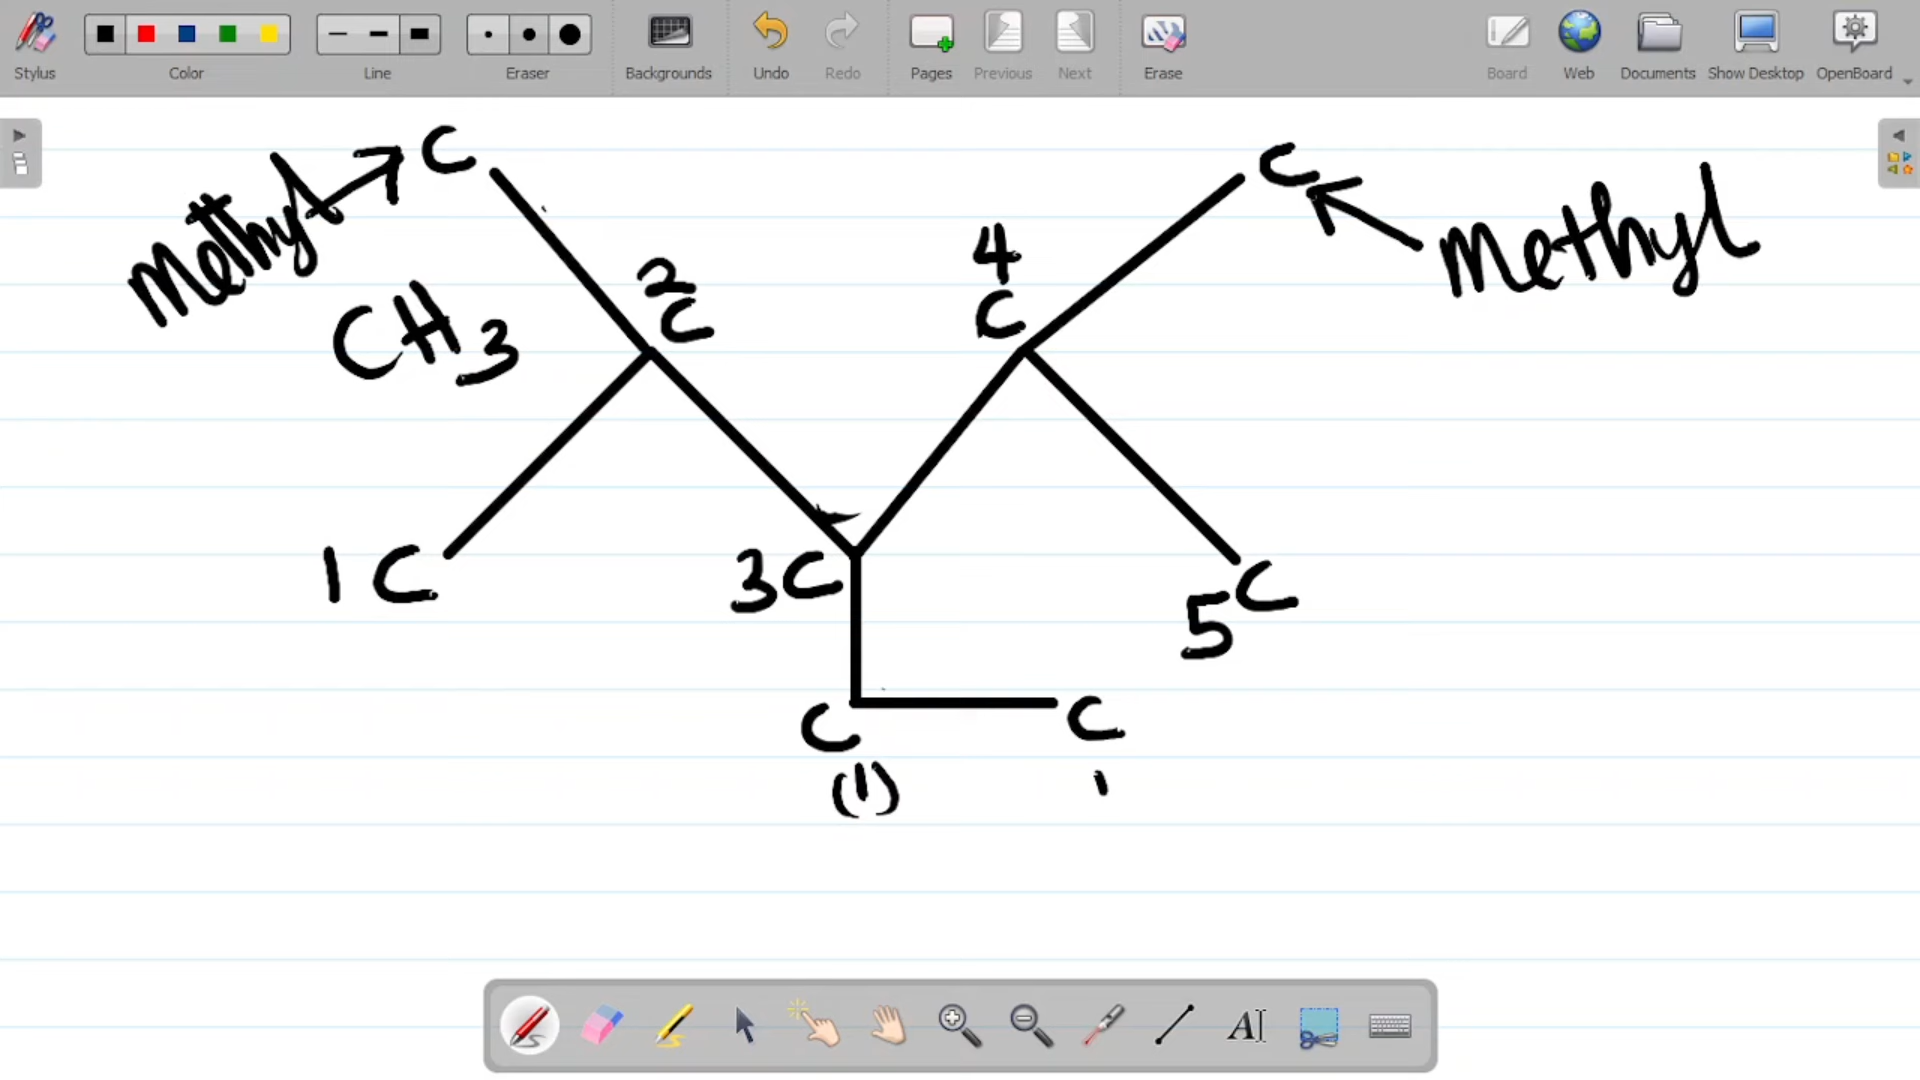 Stylus
Color
Line
Eraser
Backgrounds
Undo
Redo
Pages
Previous
Next
Erase
Board
Web
Documents
Show Desktop
OpenBoard
Methyl
C
C
Methyl
CH3
2
C
4
C
1 C
3C
C
5
C
C
(1)
A